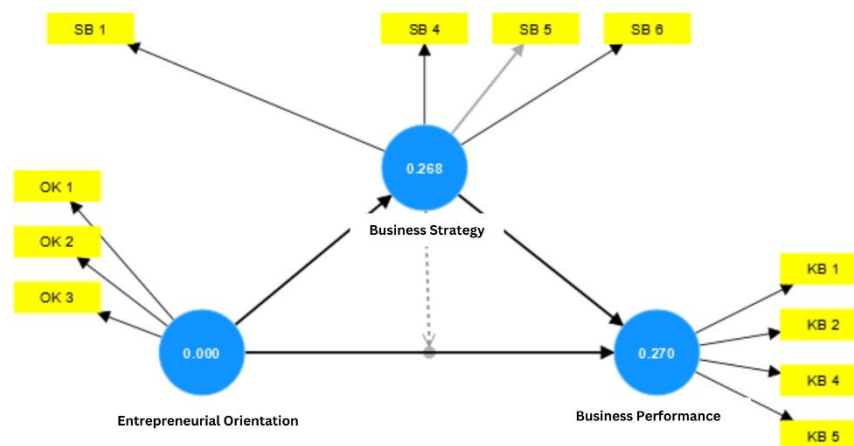 SB 1
SB 4
SB 5
SB 6
0.268
Business Strategy
OK 1
OK 2
OK 3
0.000
Entrepreneurial Orientation
0.270
Business Performance
KB 1
KB 2
KB 4
KB 5